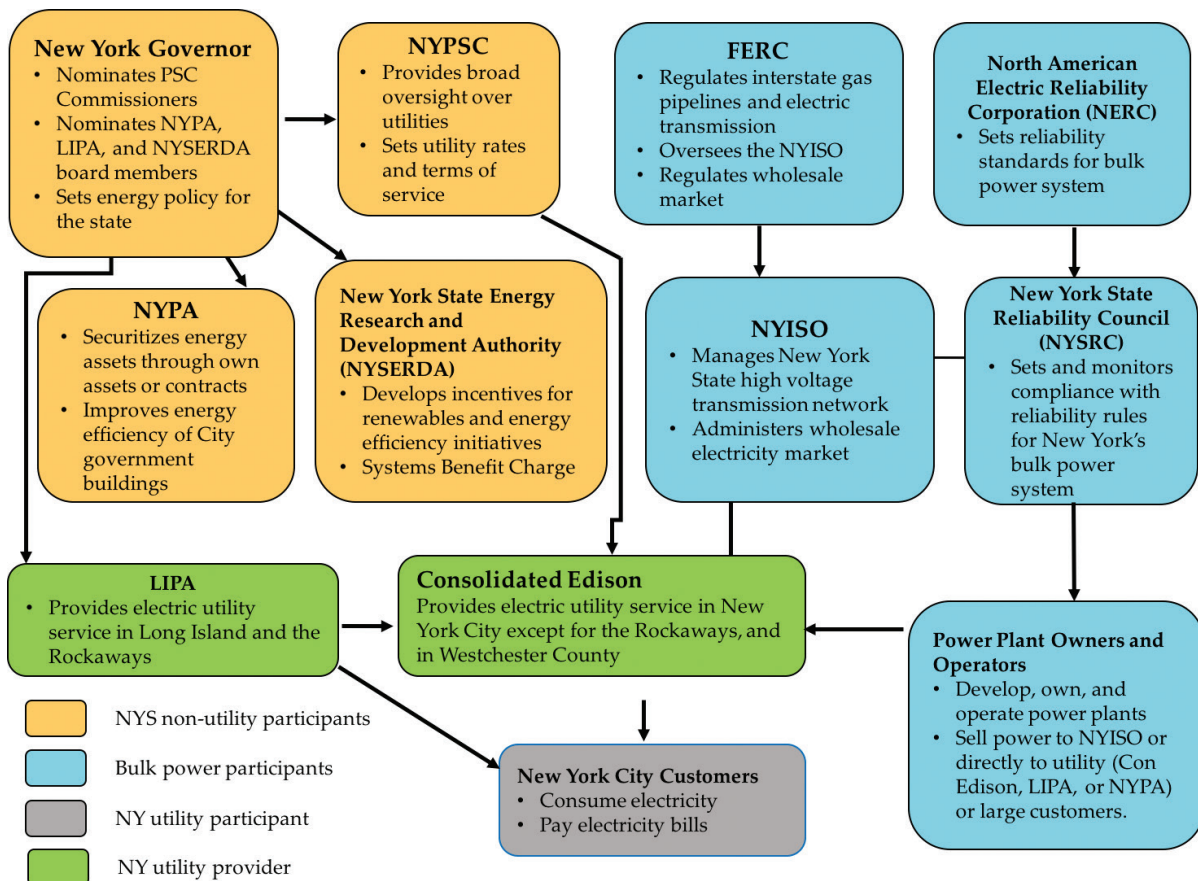 New York Governor
• Nominates PSC
Commissioners
• Nominates NYPA,
LIPA, and NYSERDA
board members
• Sets energy policy for
the state
NYPSC
• Provides broad
oversight over
utilities
• Sets utility rates
and terms of
service
FERC
• Regulates interstate gas
pipelines and electric
transmission
• Oversees the NYISO
• Regulates wholesale
market
North American
Electric Reliability
Corporation (NERC)
• Sets reliability
standards for bulk
power system
NYPA
• Securitizes energy
assets through own
assets or contracts
• Improves energy
efficiency of City
government
buildings
New York State Energy
Research and
Development Authority
(NYSERDA)
• Develops incentives for
renewables and energy
efficiency initiatives
• Systems Benefit Charge
NYISO
• Manages New York
State high voltage
transmission network
• Administers wholesale
electricity market
New York State
Reliability Council
(NYSRC)
• Sets and monitors
compliance with
reliability rules
for New York's
bulk power
system
LIPA
• Provides electric utility
service in Long Island and the
Rockaways
Consolidated Edison
Provides electric utility service in New
York City except for the Rockaways, and
in Westchester County
Power Plant Owners and
Operators
• Develop, own, and
operate power plants
• Sell power to NYISO or
directly to utility (Con
Edison, LIPA, or NYPA)
or large customers.
New York City Customers
• Consume electricity
• Pay electricity bills
NYS non-utility participants
Bulk power participants
NY utility participant
NY utility provider